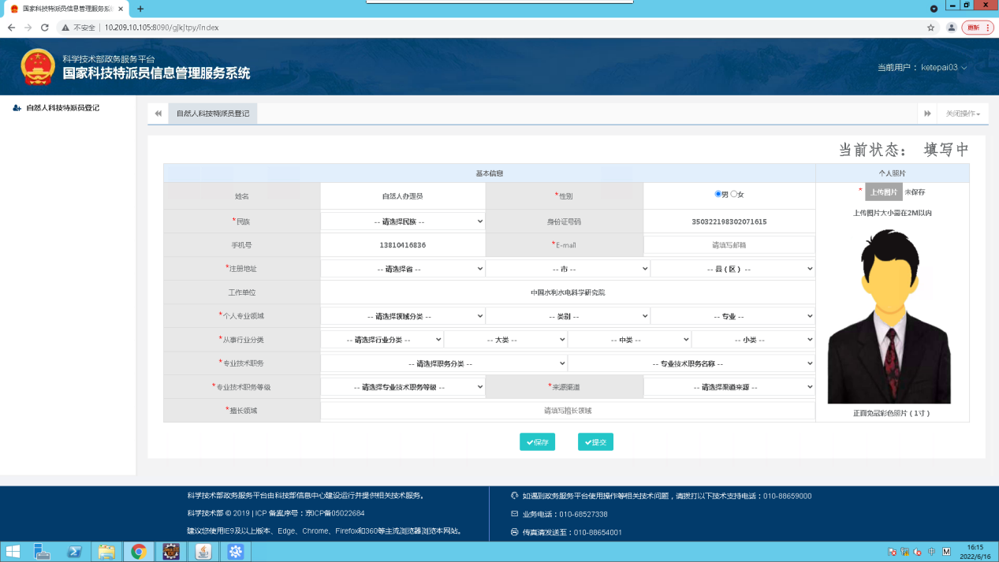 国家科技特派员信息管理服务系
不安全 | 10.209.10.105:8090/gjkjtpy/Index
更新
科学技术部政务服务平台
国家科技特派员信息管理服务系统
当前用户： ketepai03
自然人科技特派员登记
自然人科技特派员登记
关闭操作
当前状态： 填写中
基本信息 个人照片
姓名 自然人办理员 *性别 男 女
* 上传图片 未保存
上传图片大小需在2M以内
*民族 -- 请选择民族 -- 身份证号码 350322198302071615
手机号 13810416836 *E-mail 请填写邮箱
*注册地址 -- 请选择省 -- -- 市 -- -- 县（区）--
工作单位 中国水利水电科学研究院
*个人专业领域 -- 请选择领域分类 -- -- 类别 -- -- 专业 --
*从事行业分类 -- 请选择行业分类 -- -- 大类 -- -- 中类 -- -- 小类 --
*专业技术职务 -- 请选择职务分类 -- -- 专业技术职务名称 --
*专业技术职务等级 -- 请选择专业技术职务等级 -- *来源渠道 -- 请选择渠道来源 --
*擅长领域 请填写擅长领域
正面免冠彩色照片（1寸）
保存 提交
科学技术部政务服务平台由科技部信息中心建设运行并提供相关技术服务。
科学技术部 © 2019 | ICP 备案序号：京ICP备05022684
建议您使用IE9及以上版本、Edge、Chrome、Firefox和360等主流浏览器浏览本网站。
如遇到政务服务平台使用操作等相关技术问题，请拨打以下技术支持电话：010-88659000
业务电话：010-68527338
传真请发送至：010-88654001
中 M
16:15
2022/6/16